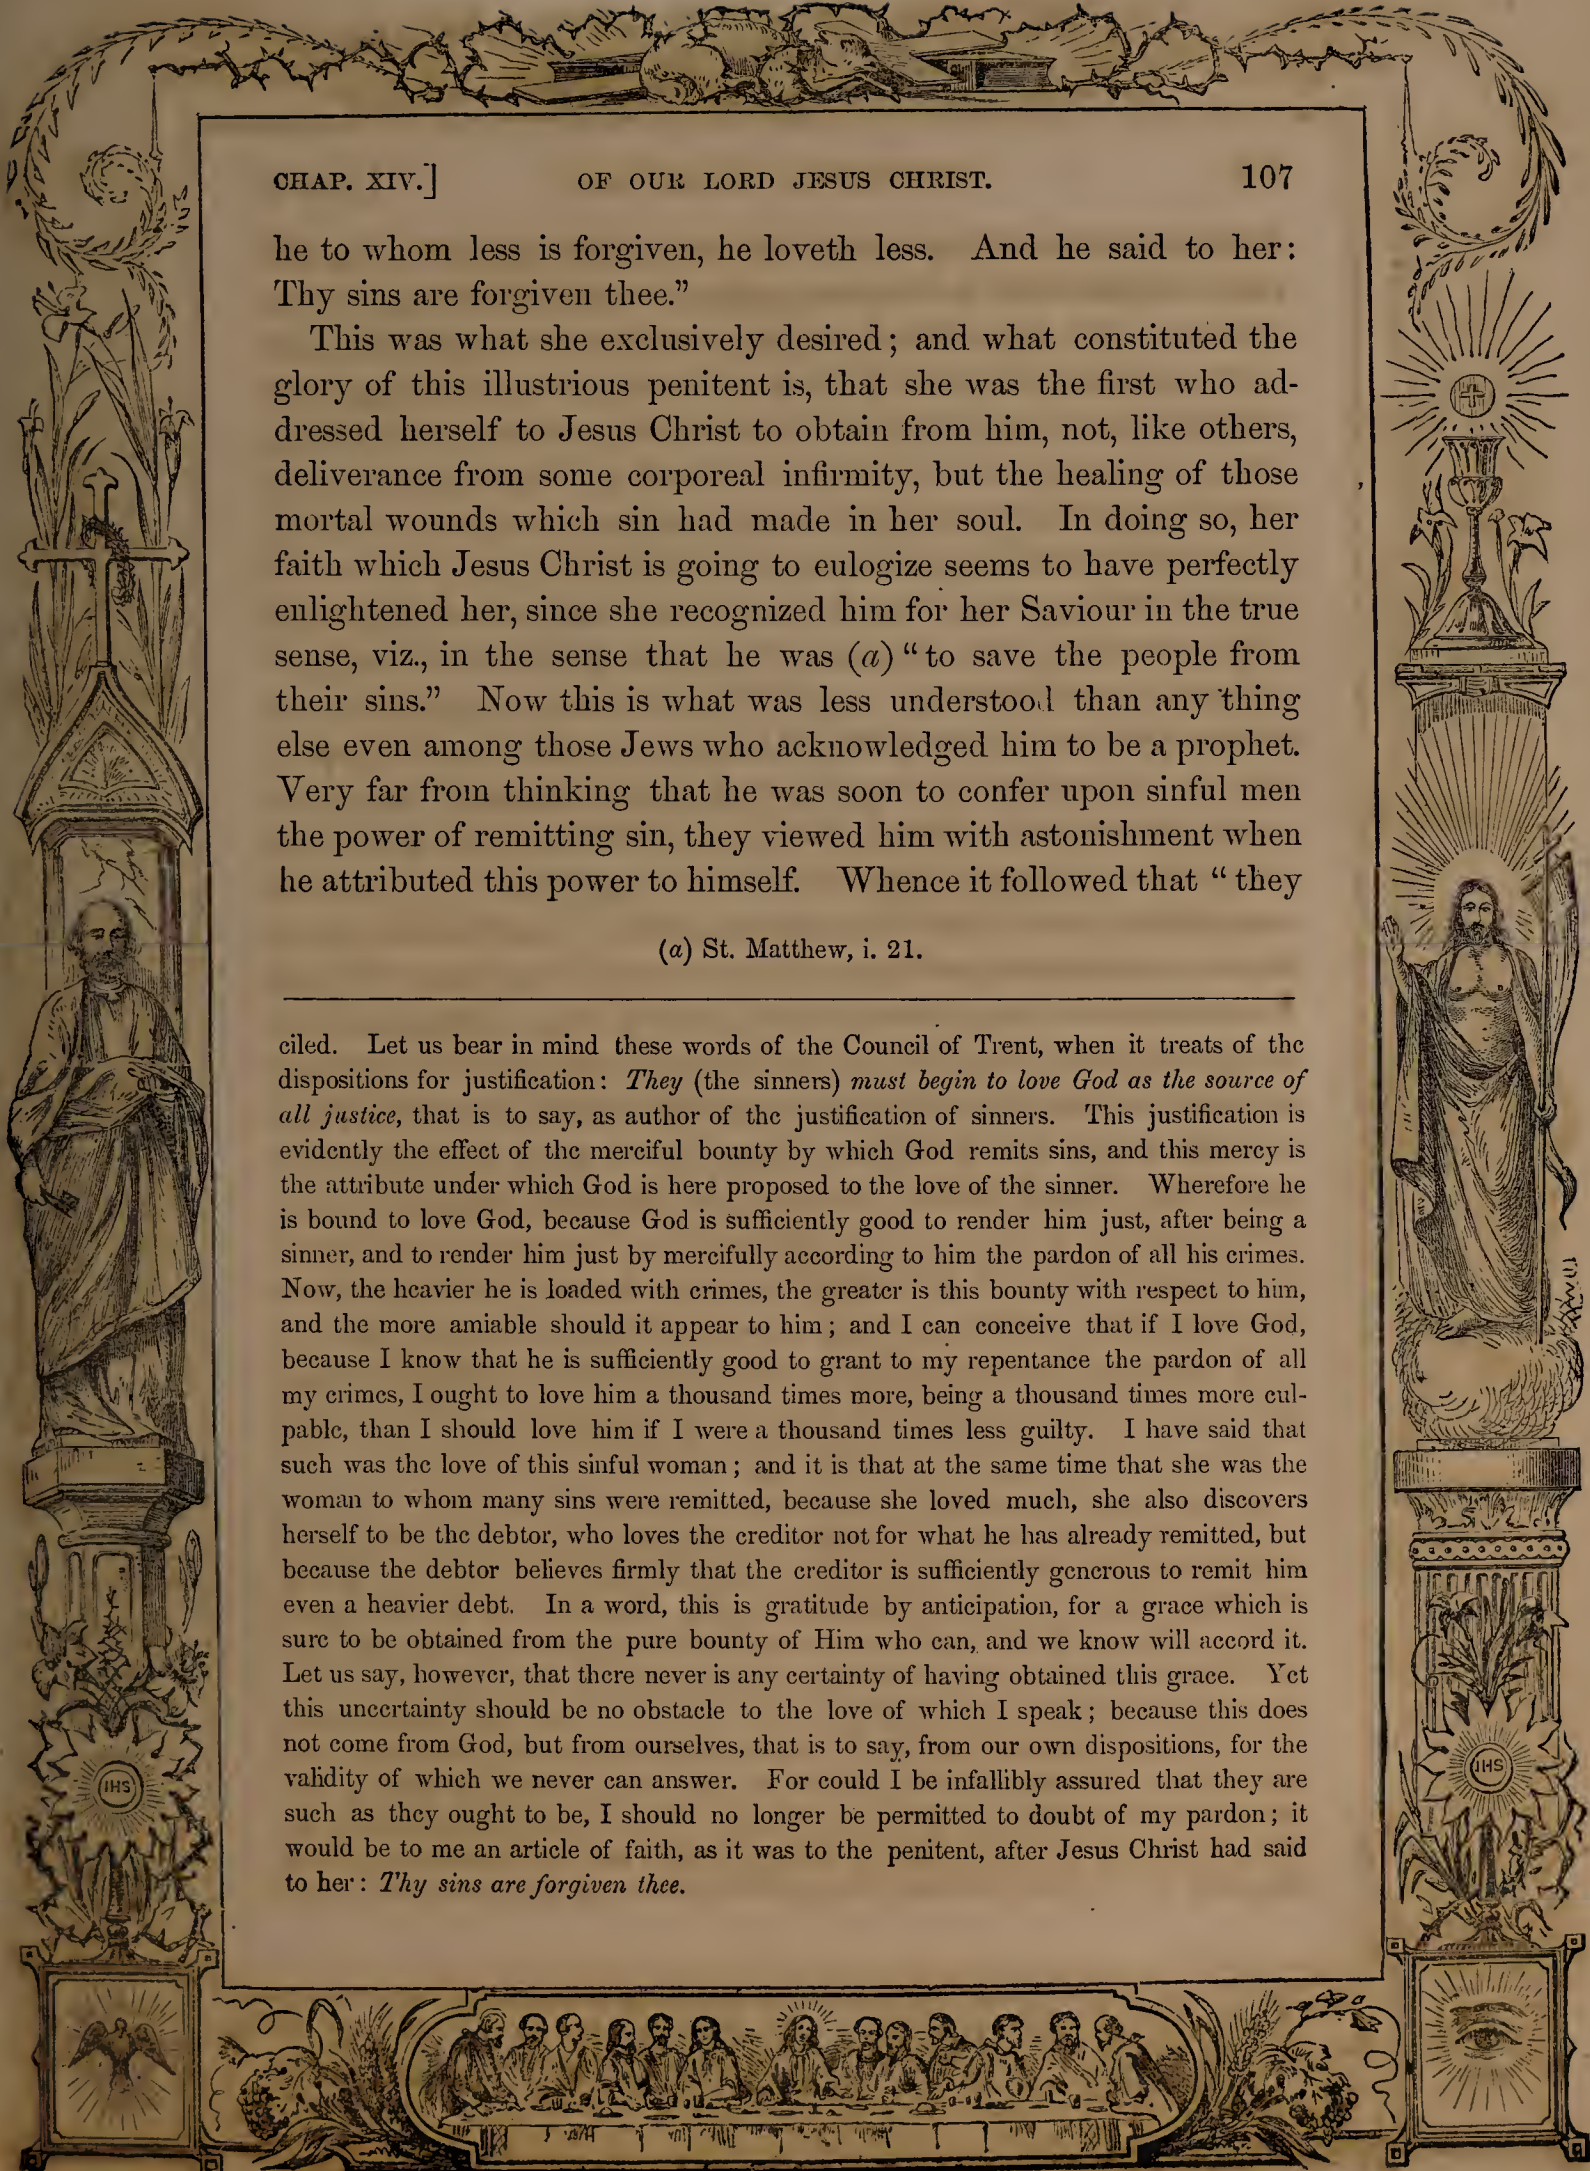 CHAP. XIV.] OF OUR LORD JESUS CHRIST. 107
he to whom less is forgiven, he loveth less. And he said to her:
Thy sins are forgiven thee.”
This was what she exclusively desired; and what constituted the
glory of this illustrious penitent is, that she was the first who ad-
dressed herself to Jesus Christ to obtain from him, not, like others,
deliverance from some corporeal infirmity, but the healing of those
mortal wounds which sin had made in her soul. In doing so, her
faith which Jesus Christ is going to eulogize seems to have perfectly
enlightened her, since she recognized him for her Saviour in the true
sense, viz., in the sense that he was (a) “to save the people from
their sins.” Now this is what was less understood than any thing
else even among those Jews who acknowledged him to be a prophet.
Very far from thinking that he was soon to confer upon sinful men
the power of remitting sin, they viewed him with astonishment when
he attributed this power to himself. Whence it followed that “they
(a) St. Matthew, i. 21.
ciled. Let us bear in mind these words of the Council of Trent, when it treats of the
dispositions for justification: They (the sinners) must begin to love God as the source of
all justice, that is to say, as author of the justification of sinners. This justification is
evidently the effect of the merciful bounty by which God remits sins, and this mercy is
the attribute under which God is here proposed to the love of the sinner. Wherefore he
is bound to love God, because God is sufficiently good to render him just, after being a
sinner, and to render him just by mercifully according to him the pardon of all his crimes.
Now, the heavier he is loaded with crimes, the greater is this bounty with respect to him,
and the more amiable should it appear to him; and I can conceive that if I love God,
because I know that he is sufficiently good to grant to my repentance the pardon of all
my crimes, I ought to love him a thousand times more, being a thousand times more cul-
pable, than I should love him if I were a thousand times less guilty. I have said that
such was the love of this sinful woman; and it is that at the same time that she was the
woman to whom many sins were remitted, because she loved much, she also discovers
herself to be the debtor, who loves the creditor not for what he has already remitted, but
because the debtor believes firmly that the creditor is sufficiently generous to remit him
even a heavier debt. In a word, this is gratitude by anticipation, for a grace which is
sure to be obtained from the pure bounty of Him who can, and we know will accord it.
Let us say, however, that there never is any certainty of having obtained this grace. Yet
this uncertainty should be no obstacle to the love of which I speak; because this does
not come from God, but from ourselves, that is to say, from our own dispositions, for the
validity of which we never can answer. For could I be infallibly assured that they are
such as they ought to be, I should no longer be permitted to doubt of my pardon; it
would be to me an article of faith, as it was to the penitent, after Jesus Christ had said
to her: Thy sins are forgiven thee.
IHS
IHS